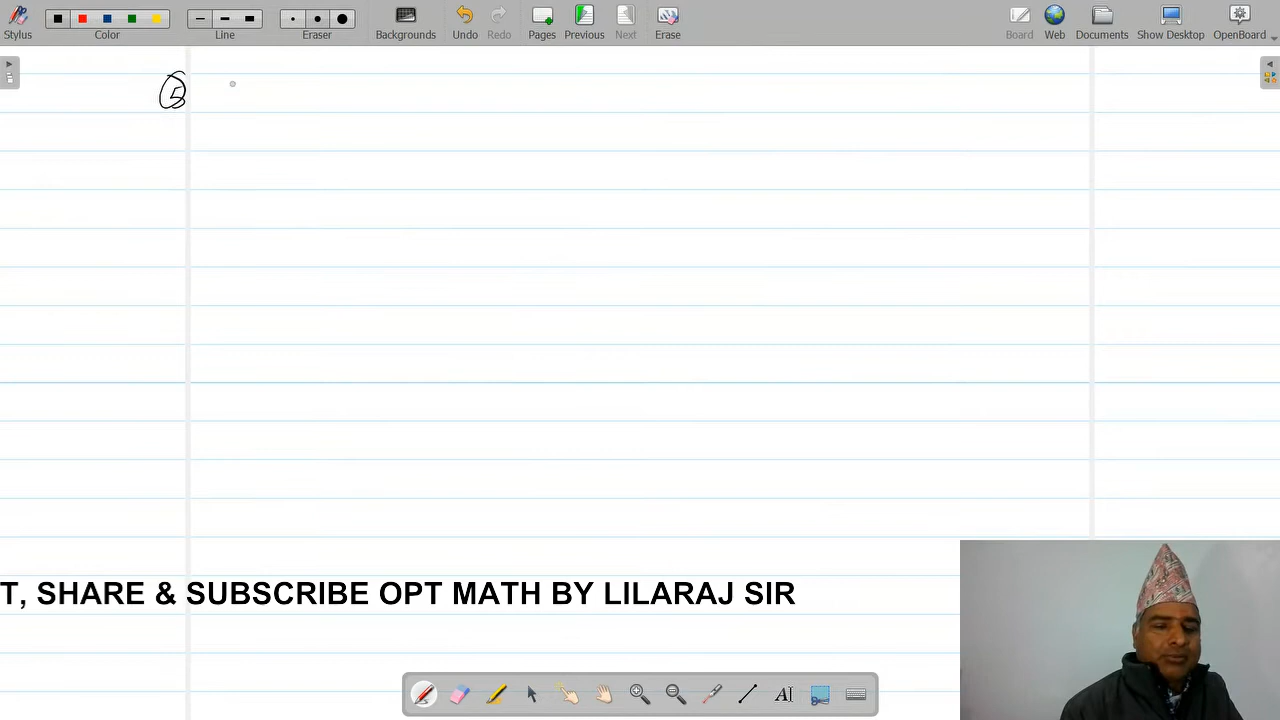 Stylus Color Line Eraser Backgrounds Undo Redo Pages Previous Next Erase Board Web Documents Show Desktop OpenBoard
5
T, SHARE & SUBSCRIBE OPT MATH BY LILARAJ SIR
AI